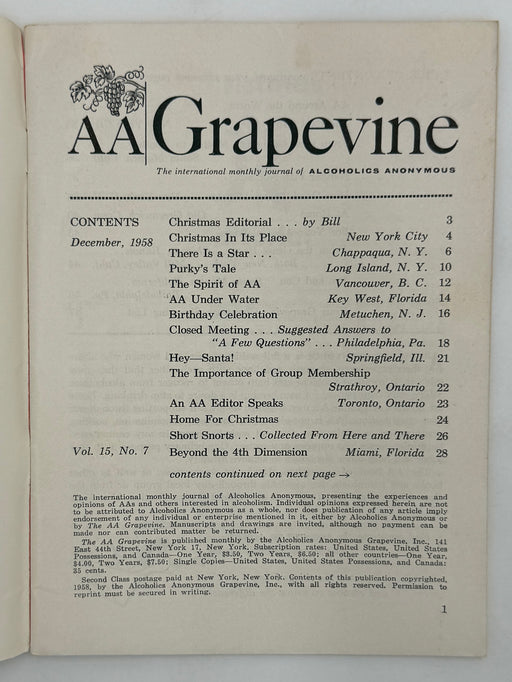 AA Grapevine
The international monthly journal of ALCOHOLICS ANONYMOUS
CONTENTS
December, 1958
Christmas Editorial . . . by Bill 3
Christmas In Its Place New York City 4
There Is a Star . . . Chappaqua, N. Y. 6
Purky's Tale Long Island, N. Y. 10
The Spirit of AA Vancouver, B. C. 12
AA Under Water Key West, Florida 14
Birthday Celebration Metuchen, N. J. 16
Closed Meeting . . . Suggested Answers to
"A Few Questions" . . . Philadelphia, Pa. 18
Hey—Santa! Springfield, Ill. 21
The Importance of Group Membership
Strathroy, Ontario 22
An AA Editor Speaks Toronto, Ontario 23
Home For Christmas 24
Short Snorts . . . Collected From Here and There 26
Vol. 15, No. 7 Beyond the 4th Dimension Miami, Florida 28
contents continued on next page →
The international monthly journal of Alcoholics Anonymous, presenting the experiences and
opinions of AAs and others interested in alcoholism. Individual opinions expressed herein are not
to be attributed to Alcoholics Anonymous as a whole, nor does publication of any article imply
endorsement of any individual or enterprise mentioned in it, either by Alcoholics Anonymous or
by The AA Grapevine. Manuscripts and drawings are invited, although no payment can be
made nor can contributed matter be returned.
The AA Grapevine is published monthly by the Alcoholics Anonymous Grapevine, Inc., 141
East 44th Street, New York 17, New York, Subscription rates: United States, United States
Possessions, and Canada—One Year, $3.50, Two Years, $6.50; all other countries—One Year,
$4.00, Two Years, $7.50; Single Copies—United States, United States Possessions, and Canada:
35 cents.
Second Class postage paid at New York, New York. Contents of this publication copyrighted,
1958, by the Alcoholics Anonymous Grapevine, Inc., with all rights reserved. Permission to
reprint must be secured in writing.
1